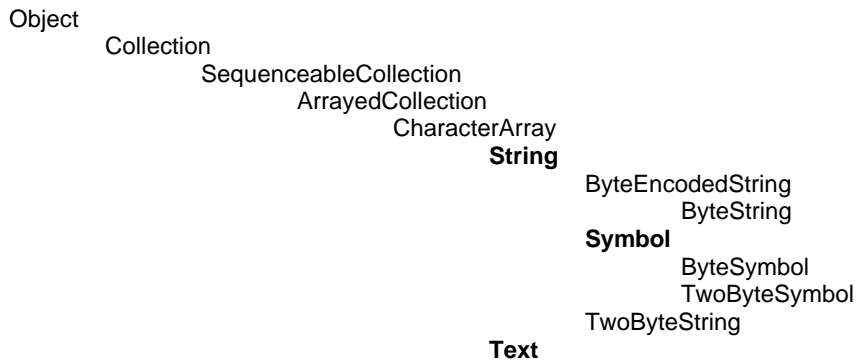 Object
Collection
SequenceableCollection
ArrayedCollection
CharacterArray
String
ByteEncodedString
ByteString
Symbol
ByteSymbol
TwoByteSymbol
TwoByteString
Text